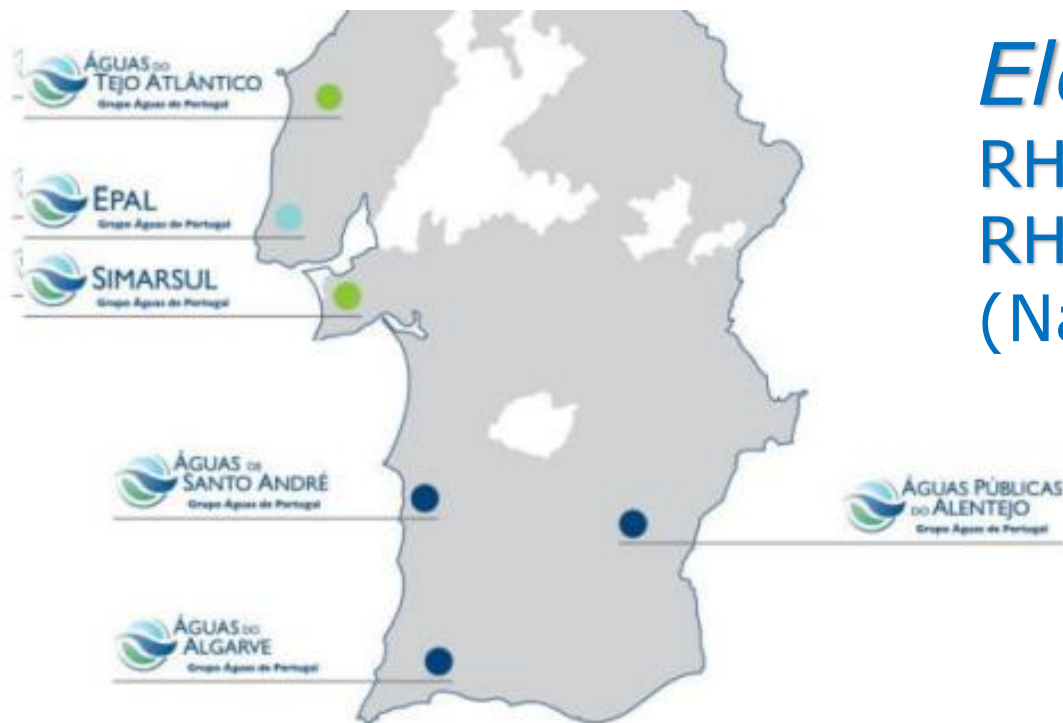 ÁGUAS DO
TEJO ATLÂNTICO
Grupo Águas de Portugal
EPAL
Grupo Águas de Portugal
SIMARSUL
Grupo Águas de Portugal
ÁGUAS DE
SANTO ANDRÉ
Grupo Águas de Portugal
ÁGUAS DO
ALGARVE
Grupo Águas de Portugal
ÁGUAS PÚBLICAS
DO ALENTEJO
Grupo Águas de Portugal
RH
RH